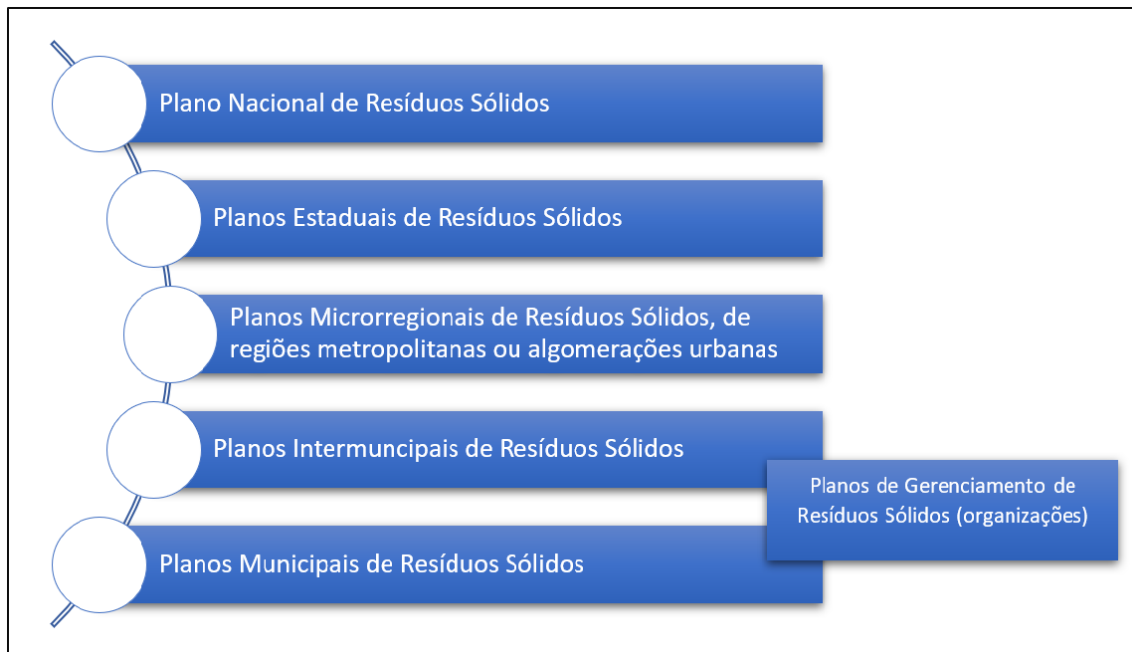 Plano Nacional de Resíduos Sólidos
Planos Estaduais de Resíduos Sólidos
Planos Microrregionais de Resíduos Sólidos, de
regiões metropolitanas ou algomerações urbanas
Planos Intermuncipais de Resíduos Sólidos
Planos de Gerenciamento de
Resíduos Sólidos (organizações)
Planos Municipais de Resíduos Sólidos